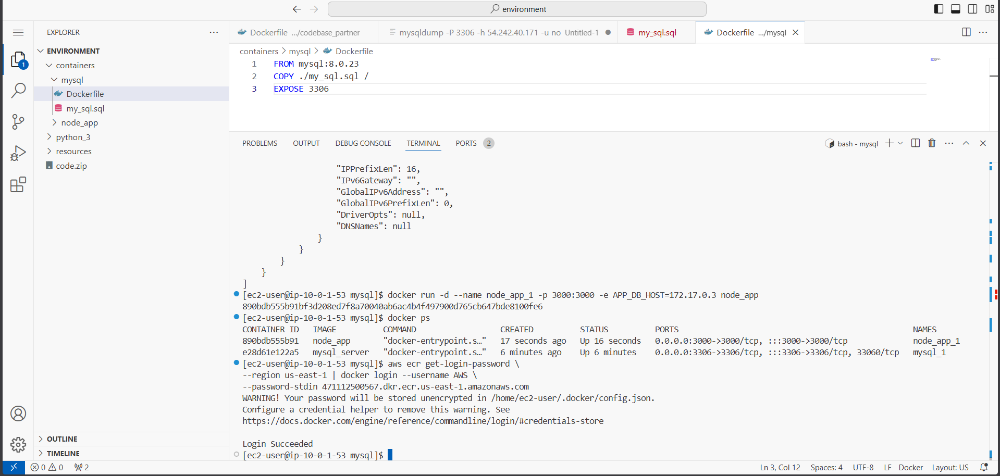 environment
EXPLORER
ENVIRONMENT
containers
mysql
Dockerfile
my_sql.sql
node_app
python_3
resources
code.zip
OUTLINE
TIMELINE
1
Dockerfile .../codebase_partner
mysqldump -P 3306 -h 54.242.40.171 -u no Untitled-1
my_sql.sql
Dockerfile .../mysql
containers > mysql > Dockerfile
1 FROM mysql:8.0.23
2 COPY ./my_sql.sql /
3 EXPOSE 3306
PROBLEMS OUTPUT DEBUG CONSOLE TERMINAL PORTS 2
bash - mysql
"IPPrefixLen": 16,
"IPv6Gateway": "",
"GlobalIPv6Address": "",
"GlobalIPv6PrefixLen": 0,
"DriverOpts": null,
"DNSNames": null
}
}
}
}
]
[ec2-user@ip-10-0-1-53 mysql]$ docker run -d --name node_app_1 -p 3000:3000 -e APP_DB_HOST=172.17.0.3 node_app
890bdb555b91bf3d208ed7f8a70040ab6ac4b4f497900d765cb647bde8100fe6
[ec2-user@ip-10-0-1-53 mysql]$ docker ps
CONTAINER ID IMAGE COMMAND CREATED STATUS PORTS NAMES
890bdb555b91 node_app "docker-entrypoint.s…" 17 seconds ago Up 16 seconds 0.0.0.0:3000->3000/tcp, :::3000->3000/tcp node_app_1
e28d61e122a5 mysql_server "docker-entrypoint.s…" 6 minutes ago Up 6 minutes 0.0.0.0:3306->3306/tcp, :::3306->3306/tcp, 33060/tcp mysql_1
[ec2-user@ip-10-0-1-53 mysql]$ aws ecr get-login-password \
--region us-east-1 | docker login --username AWS \
--password-stdin 471112500567.dkr.ecr.us-east-1.amazonaws.com
WARNING! Your password will be stored unencrypted in /home/ec2-user/.docker/config.json.
Configure a credential helper to remove this warning. See
https://docs.docker.com/engine/reference/commandline/login/#credentials-store
Login Succeeded
[ec2-user@ip-10-0-1-53 mysql]$
0 0 2
Ln 3, Col 12 Spaces: 4 UTF-8 LF Docker Layout: US